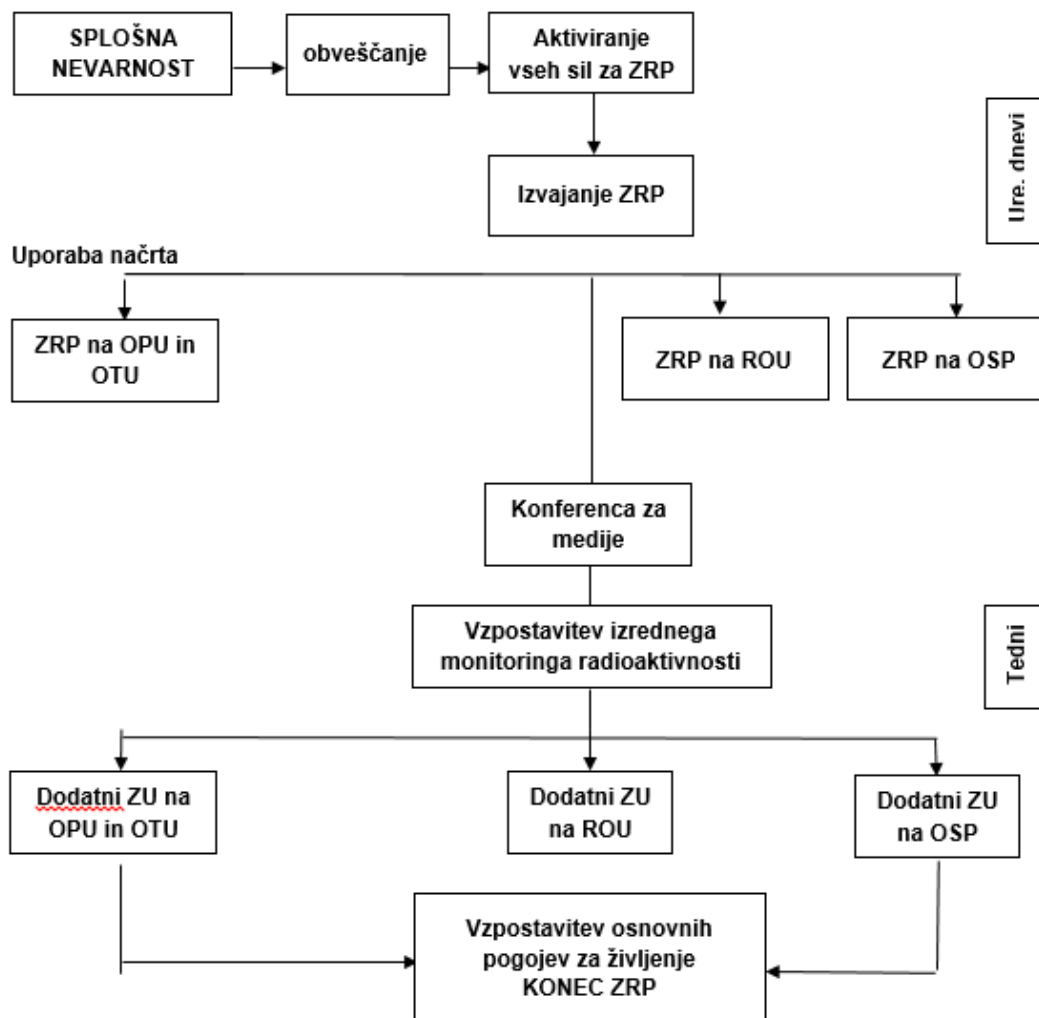 SPLOŠNA
NEVARNOST
obveščanje
Aktiviranje
vseh sil za ZRP
Izvajanje ZRP
Ure. dnevi
Uporaba načrta
ZRP na OPU in
OTU
ZRP na ROU
ZRP na OSP
Konferenca za
medije
Vzpostavitev izrednega
monitoringa radioaktivnosti
Tedni
Dodatni ZU na
OPU in OTU
Dodatni ZU
na ROU
Dodatni ZU
na OSP
Vzpostavitev osnovnih
pogojev za življenje
KONEC ZRP